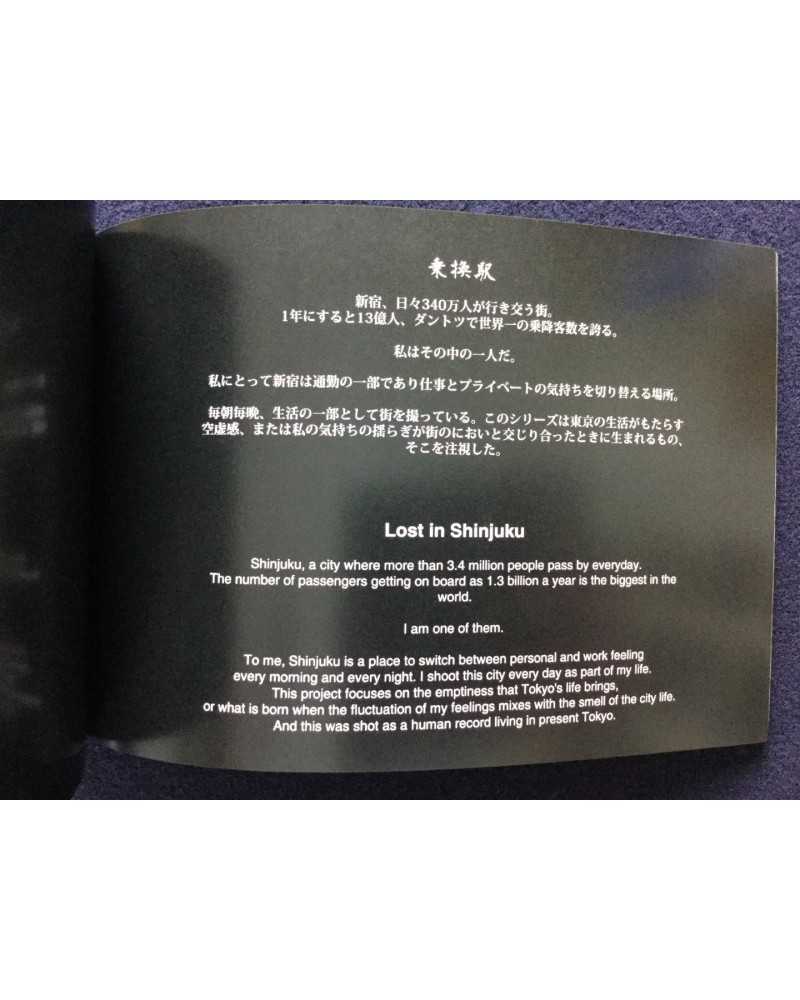 乗換駅
新宿、日々340万人が行き交う街。
1年にすると13億人、ダントツで世界一の乗降客数を誇る。
私はその中の一人だ。
私にとって新宿は通勤の一部であり仕事とプライベートの気持ちを切り替える場所。
毎朝毎晩、生活の一部として街を撮っている。このシリーズは東京の生活がもたらす
空虚感、または私の気持ちの揺らぎが街のにおいと交じり合ったときに生まれるもの、
そこを注視した。
Lost in Shinjuku
Shinjuku, a city where more than 3.4 million people pass by everyday.
The number of passengers getting on board as 1.3 billion a year is the biggest in the
world.
I am one of them.
To me, Shinjuku is a place to switch between personal and work feeling
every morning and every night. I shoot this city every day as part of my life.
This project focuses on the emptiness that Tokyo's life brings,
or what is born when the fluctuation of my feelings mixes with the smell of the city life.
And this was shot as a human record living in present Tokyo.